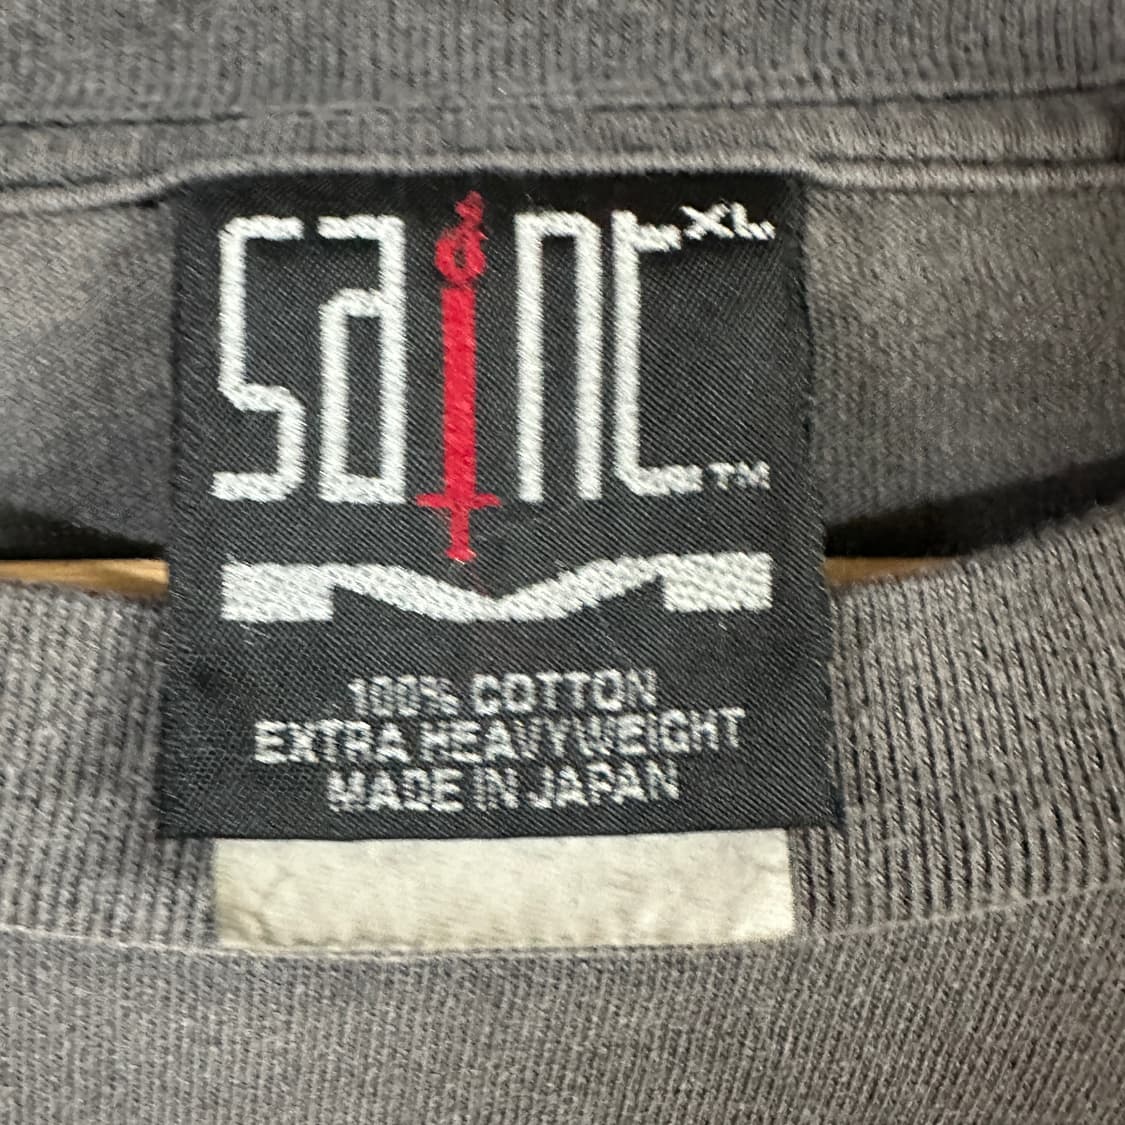 saint XL
TM
100% COTTON
EXTRA HEAVYWEIGHT
MADE IN JAPAN